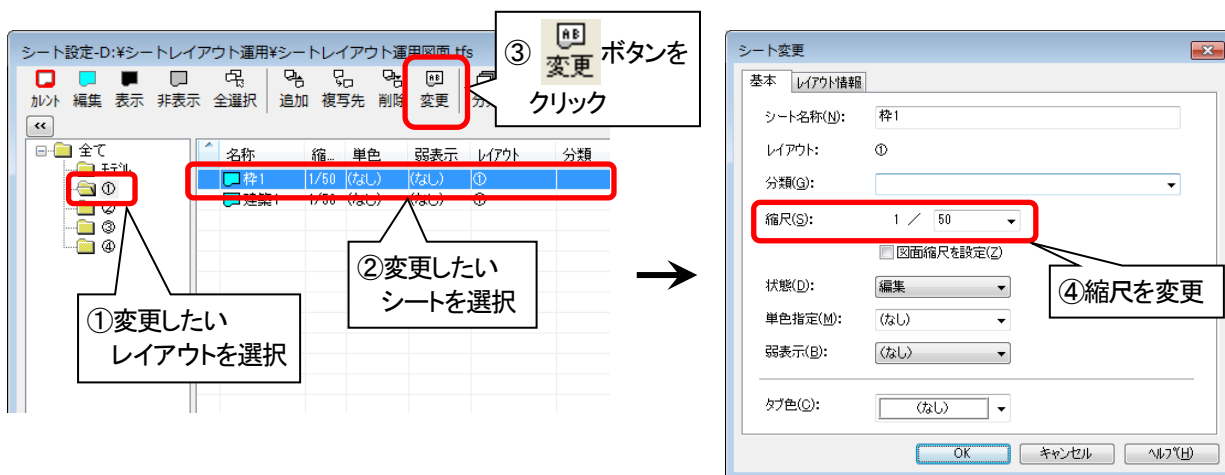 シート設定-D:¥シートレイアウト運用¥シートレイアウト運用図面.tfs
カレント 編集 表示 非表示 全選択 追加 複写先 削除 変更
<<
全て
モデル
①
②
③
④
名称 縮... 単色 弱表示 レイアウト 分類
枠1 1/50 (なし) (なし) ①
建築1 1/50 (なし) (なし) ①
③ AB 変更 ボタンを
クリック
①変更したい
レイアウトを選択
②変更したい
シートを選択
シート変更
基本 レイアウト情報
シート名称(N): 枠1
レイアウト: ①
分類(G):
縮尺(S): 1 / 50
図面縮尺を設定(Z)
状態(D): 編集
単色指定(M): (なし)
弱表示(B): (なし)
タブ色(C): (なし)
OK キャンセル ヘルプ(H)
④縮尺を変更